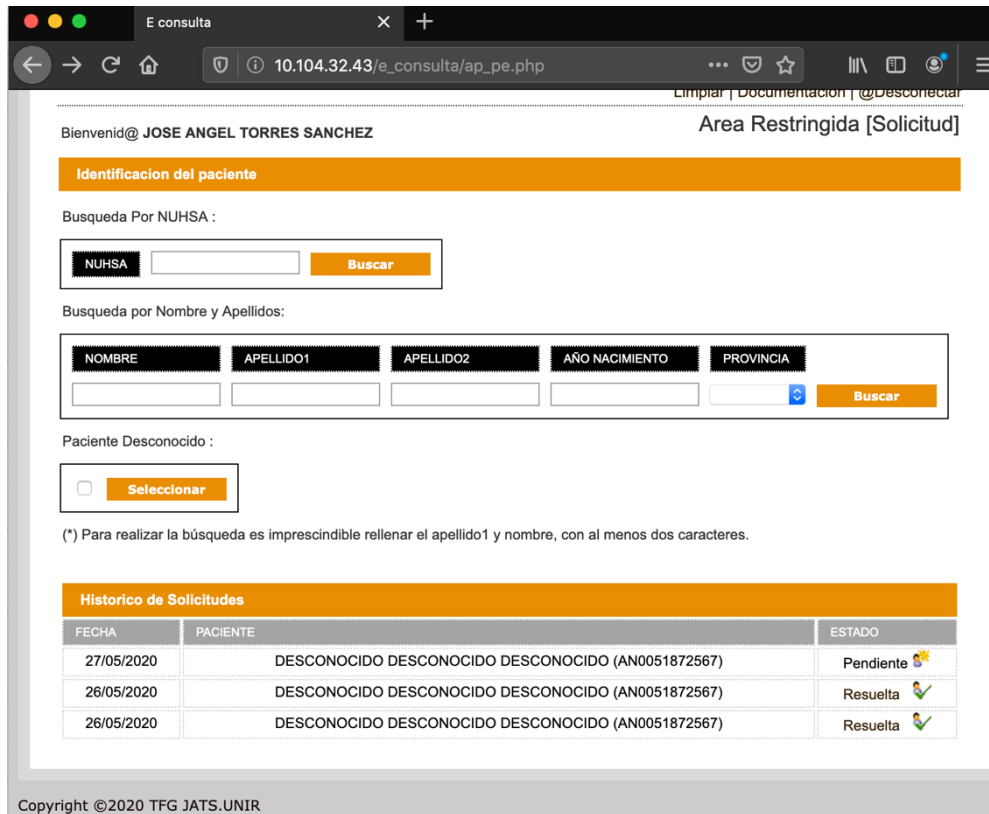 E consulta
10.104.32.43/e_consulta/ap_pe.php
Limpiar | Documentacion | @Desconectar
Bienvenid@ JOSE ANGEL TORRES SANCHEZ
Area Restringida [Solicitud]
Identificacion del paciente
Busqueda Por NUHSA :
NUHSA Buscar
Busqueda por Nombre y Apellidos:
NOMBRE APELLIDO1 APELLIDO2 AÑO NACIMIENTO PROVINCIA
Buscar
Paciente Desconocido :
Seleccionar
(*) Para realizar la búsqueda es imprescindible rellenar el apellido1 y nombre, con al menos dos caracteres.
Historico de Solicitudes
FECHA PACIENTE ESTADO
27/05/2020 DESCONOCIDO DESCONOCIDO DESCONOCIDO (AN0051872567) Pendiente
26/05/2020 DESCONOCIDO DESCONOCIDO DESCONOCIDO (AN0051872567) Resuelta
26/05/2020 DESCONOCIDO DESCONOCIDO DESCONOCIDO (AN0051872567) Resuelta
Copyright ©2020 TFG JATS.UNIR